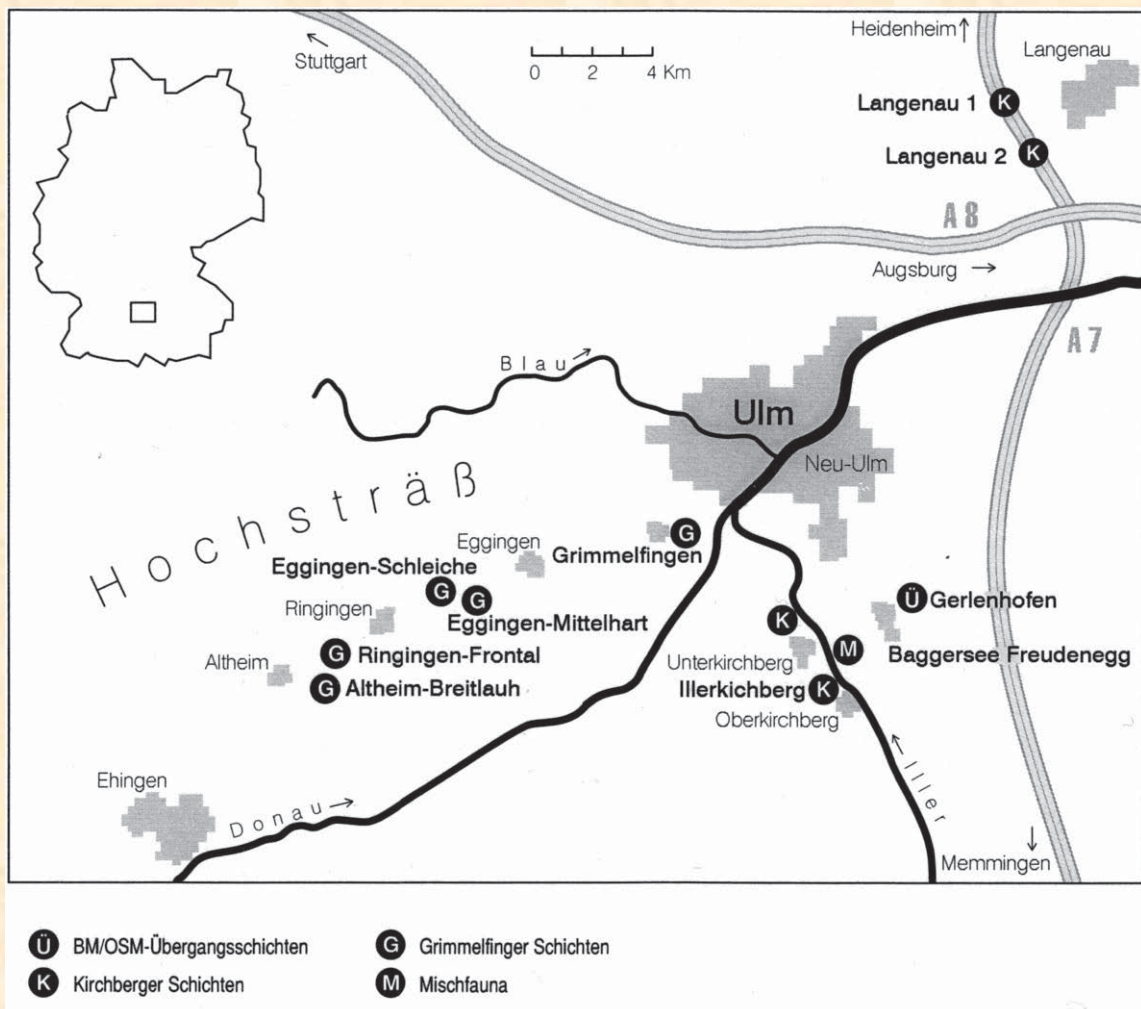 Heidenheim ↑
Langenau
← Stuttgart
0 2 4 Km
Langenau 1 K
Langenau 2 K
A 8
Augsburg →
A 7
Blau →
Ulm
Neu-Ulm
Hochsträß
Eggingen
Grimmelfingen G
Eggingen-Schleiche G
G Eggingen-Mittelhart
Ringingen
G Ringingen-Frontal
Altheim
G Altheim-Breitlauh
Ü Gerlenhofen
K
M Baggersee Freudenegg
Unterkirchberg
Illerkichberg K
Oberkirchberg
Ehingen
Donau →
← Iller
Memmingen ↓
Ü BM/OSM-Übergangsschichten
G Grimmelfinger Schichten
K Kirchberger Schichten
M Mischfauna